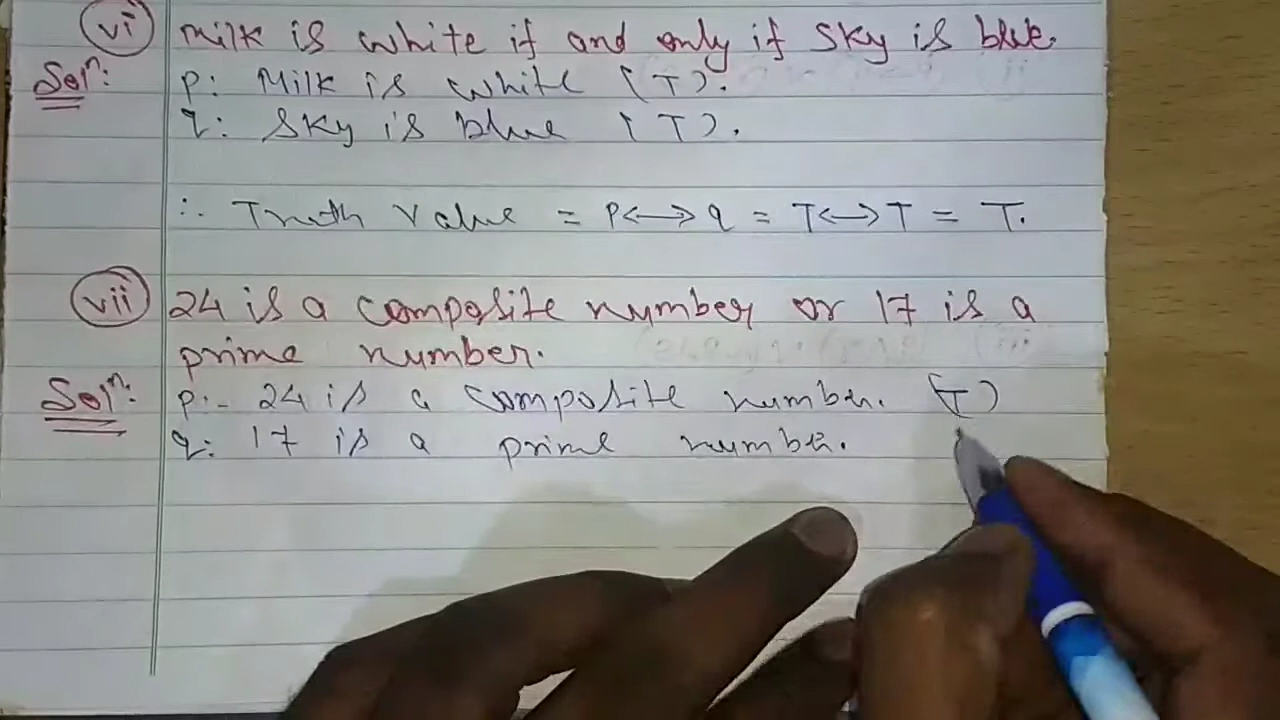 vi Milk is white if and only if sky is blue.
Solⁿ: p: Milk is white (T).
q: Sky is blue (T).
∴ Truth Value = p<->q = T<->T = T.
vii 24 is a composite number or 17 is a
prime number.
Solⁿ: p:- 24 is a composite number. (T)
q: 17 is a prime number.